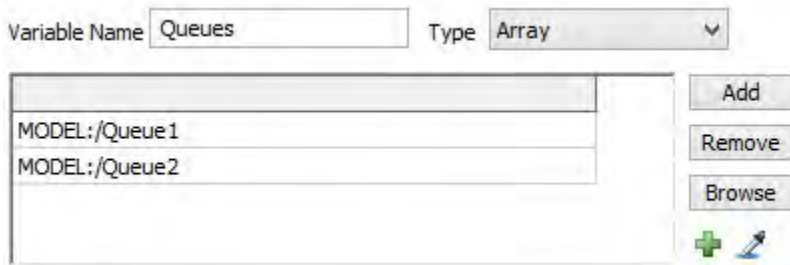 Variable Name Queues Type Array
Add
MODEL:/Queue1
Remove
MODEL:/Queue2
Browse